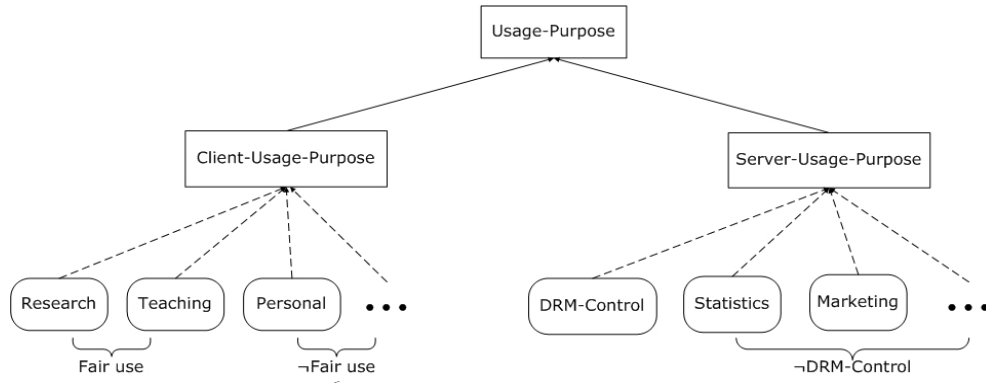 Usage-Purpose
Client-Usage-Purpose
Server-Usage-Purpose
Research
Teaching
Personal
•••
DRM-Control
Statistics
Marketing
•••
Fair use
¬Fair use
¬DRM-Control